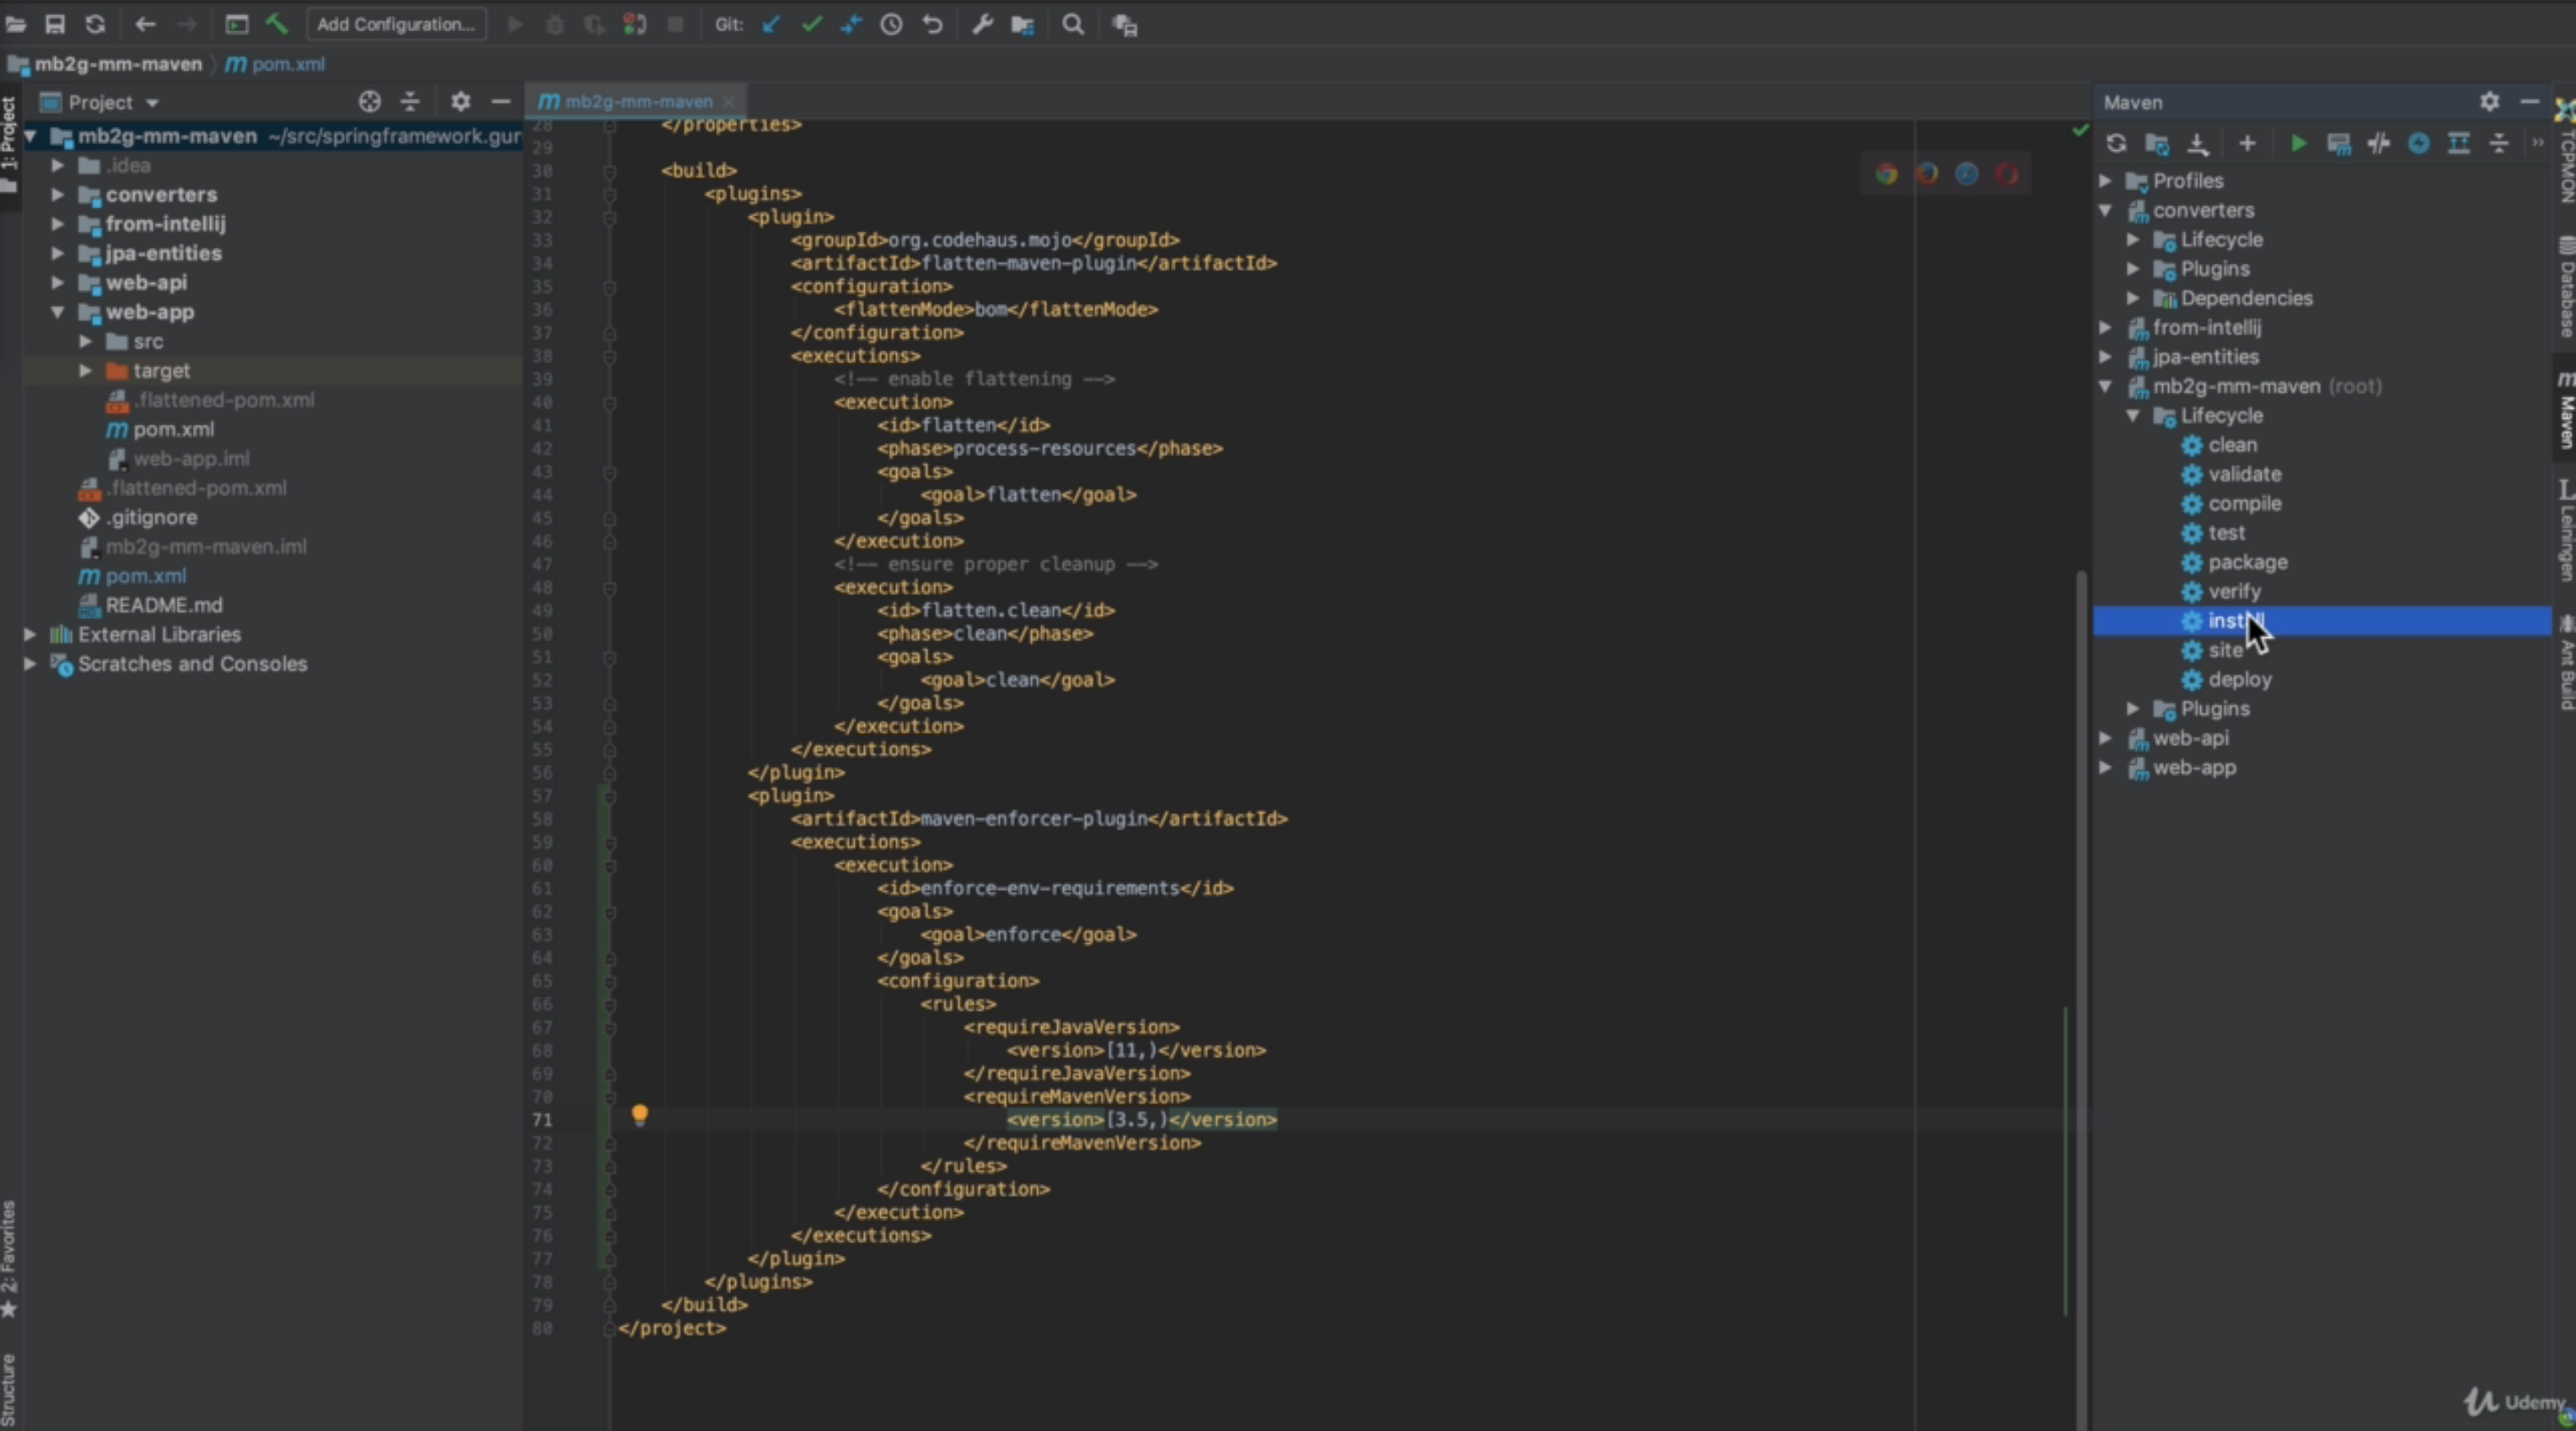 Add Configuration...
Git:
mb2g-mm-maven
pom.xml
1: Project
Project
mb2g-mm-maven ~/src/springframework.gur
.idea
converters
from-intellij
jpa-entities
web-api
web-app
src
target
.flattened-pom.xml
pom.xml
web-app.iml
.flattened-pom.xml
.gitignore
mb2g-mm-maven.iml
pom.xml
README.md
External Libraries
Scratches and Consoles
2: Favorites
Structure
mb2g-mm-maven
28 </properties>
29
30 <build>
31 <plugins>
32 <plugin>
33 <groupId>org.codehaus.mojo</groupId>
34 <artifactId>flatten-maven-plugin</artifactId>
35 <configuration>
36 <flattenMode>bom</flattenMode>
37 </configuration>
38 <executions>
39 <!-- enable flattening -->
40 <execution>
41 <id>flatten</id>
42 <phase>process-resources</phase>
43 <goals>
44 <goal>flatten</goal>
45 </goals>
46 </execution>
47 <!-- ensure proper cleanup -->
48 <execution>
49 <id>flatten.clean</id>
50 <phase>clean</phase>
51 <goals>
52 <goal>clean</goal>
53 </goals>
54 </execution>
55 </executions>
56 </plugin>
57 <plugin>
58 <artifactId>maven-enforcer-plugin</artifactId>
59 <executions>
60 <execution>
61 <id>enforce-env-requirements</id>
62 <goals>
63 <goal>enforce</goal>
64 </goals>
65 <configuration>
66 <rules>
67 <requireJavaVersion>
68 <version>[11,)</version>
69 </requireJavaVersion>
70 <requireMavenVersion>
71 <version>[3.5,)</version>
72 </requireMavenVersion>
73 </rules>
74 </configuration>
75 </execution>
76 </executions>
77 </plugin>
78 </plugins>
79 </build>
80 </project>
Maven
Profiles
converters
Lifecycle
Plugins
Dependencies
from-intellij
jpa-entities
mb2g-mm-maven (root)
Lifecycle
clean
validate
compile
test
package
verify
install
site
deploy
Plugins
web-api
web-app
TCPMON
Database
Maven
Leiningen
Ant Build
Udemy